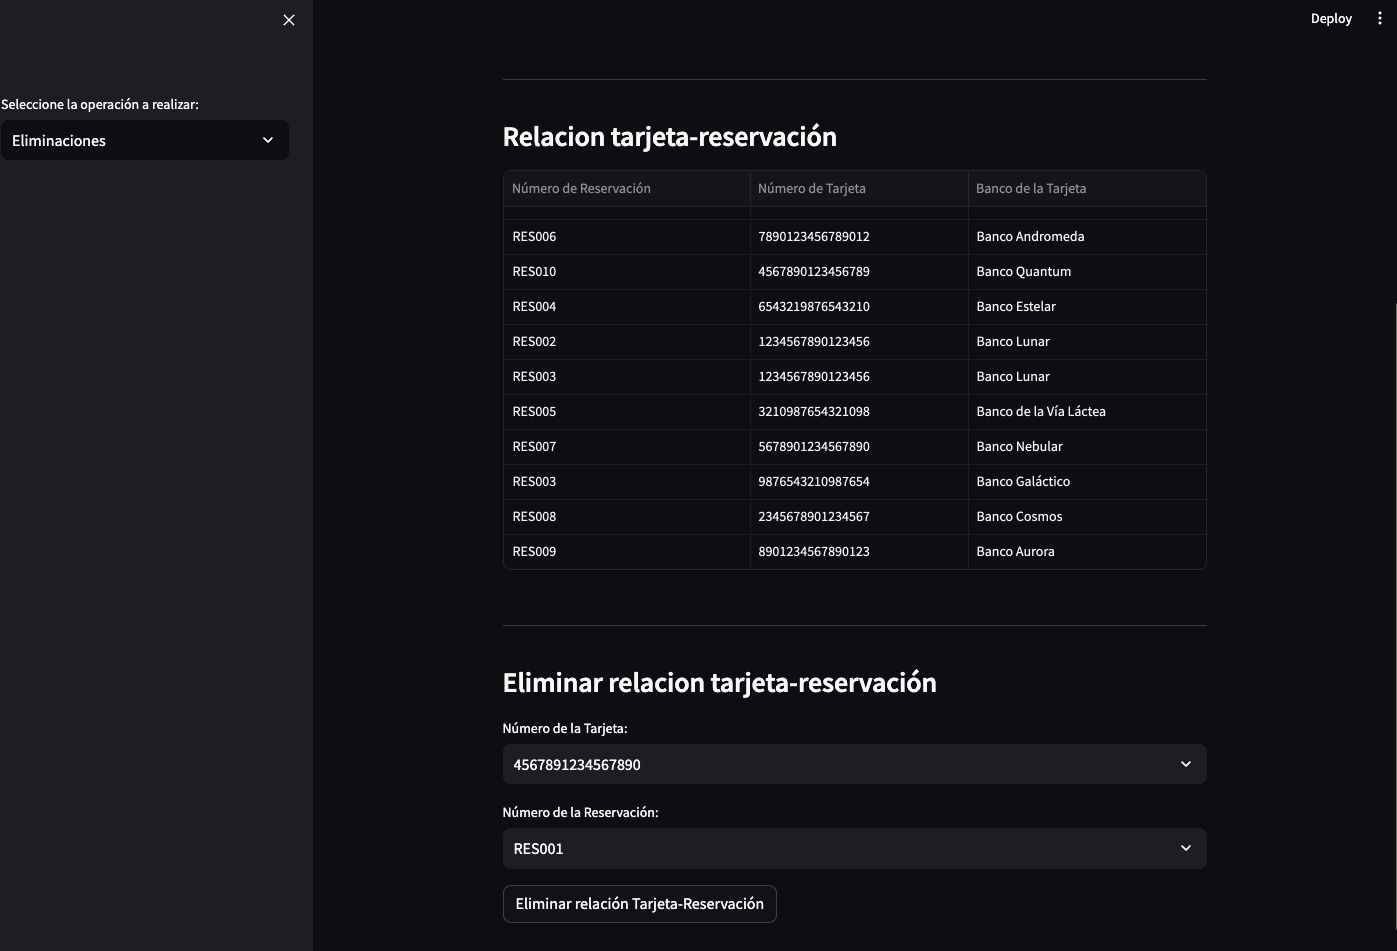 Deploy
Seleccione la operación a realizar:
Eliminaciones
Relacion tarjeta-reservación
Número de Reservación Número de Tarjeta Banco de la Tarjeta
RES006 7890123456789012 Banco Andromeda
RES010 4567890123456789 Banco Quantum
RES004 6543219876543210 Banco Estelar
RES002 1234567890123456 Banco Lunar
RES003 1234567890123456 Banco Lunar
RES005 3210987654321098 Banco de la Vía Láctea
RES007 5678901234567890 Banco Nebular
RES003 9876543210987654 Banco Galáctico
RES008 2345678901234567 Banco Cosmos
RES009 8901234567890123 Banco Aurora
Eliminar relacion tarjeta-reservación
Número de la Tarjeta:
4567891234567890
Número de la Reservación:
RES001
Eliminar relación Tarjeta-Reservación